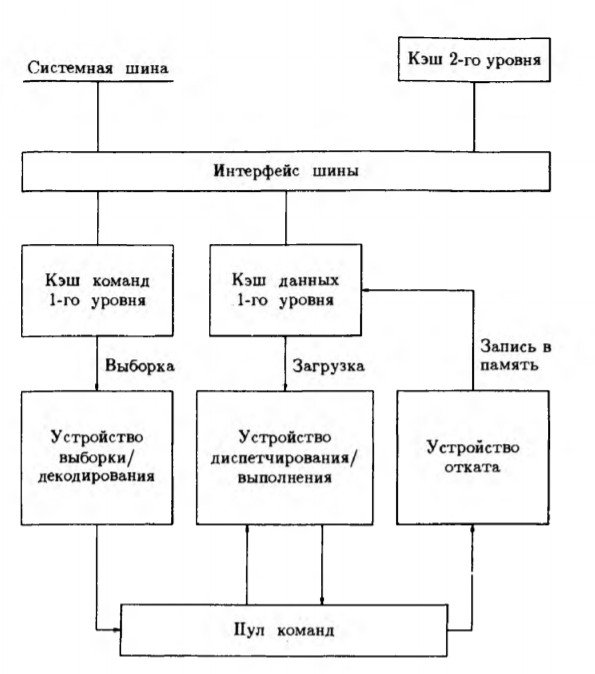 Системная шина
Кэш 2-го уровня
Интерфейс шины
Кэш команд
1-го уровня
Кэш данных
1-го уровня
Выборка
Загрузка
Запись в
память
Устройство
выборки/
декодирования
Устройство
диспетчирования/
выполнения
Устройство
отката
Пул команд